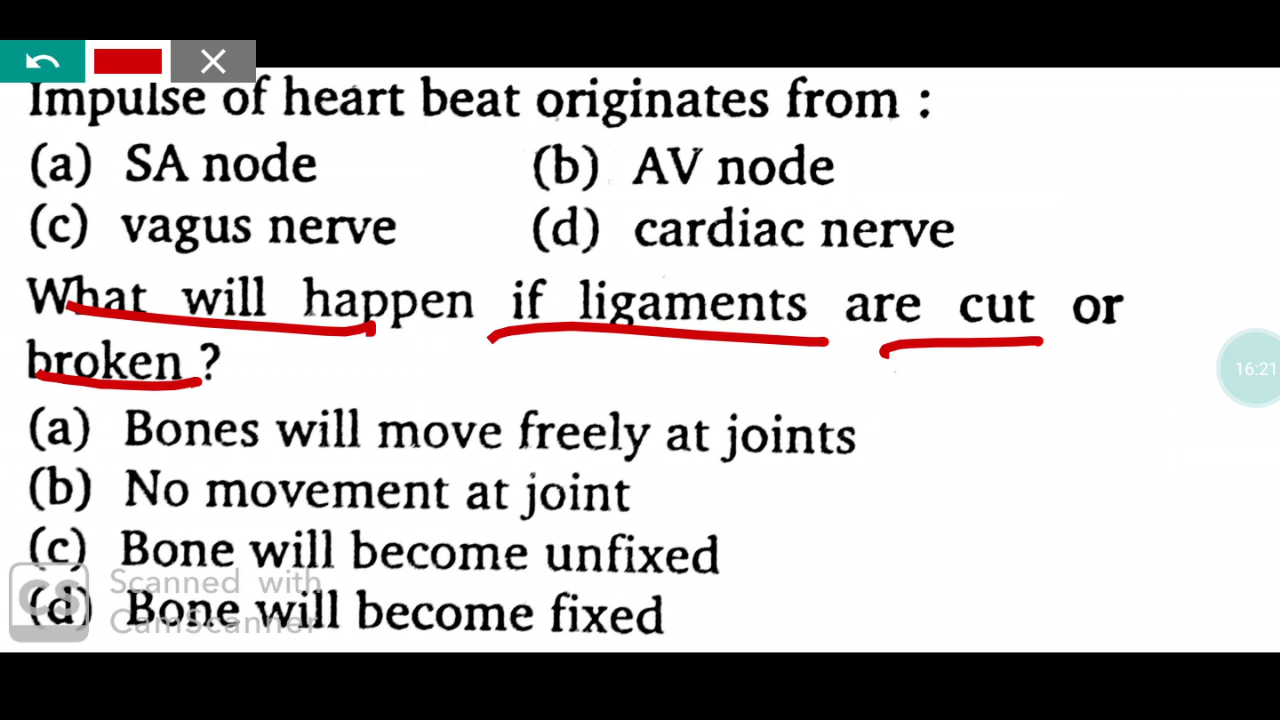 Impulse of heart beat originates from :
(a) SA node (b) AV node
(c) vagus nerve (d) cardiac nerve
What will happen if ligaments are cut or
broken ?
16:21
(a) Bones will move freely at joints
(b) No movement at joint
(c) Bone will become unfixed
(d) Bone will become fixed
CS Scanned with
CamScanner